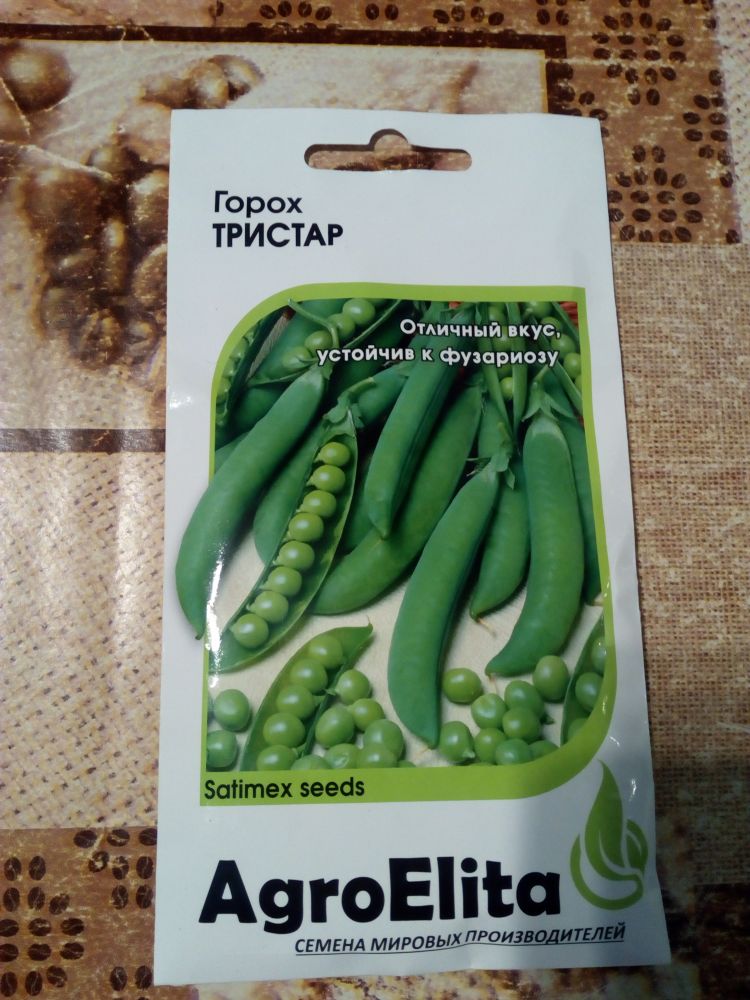 Горох
ТРИСТАР
Отличный вкус,
устойчив к фузариозу
Satimex seeds
AgroElita
СЕМЕНА МИРОВЫХ ПРОИЗВОДИТЕЛЕЙ